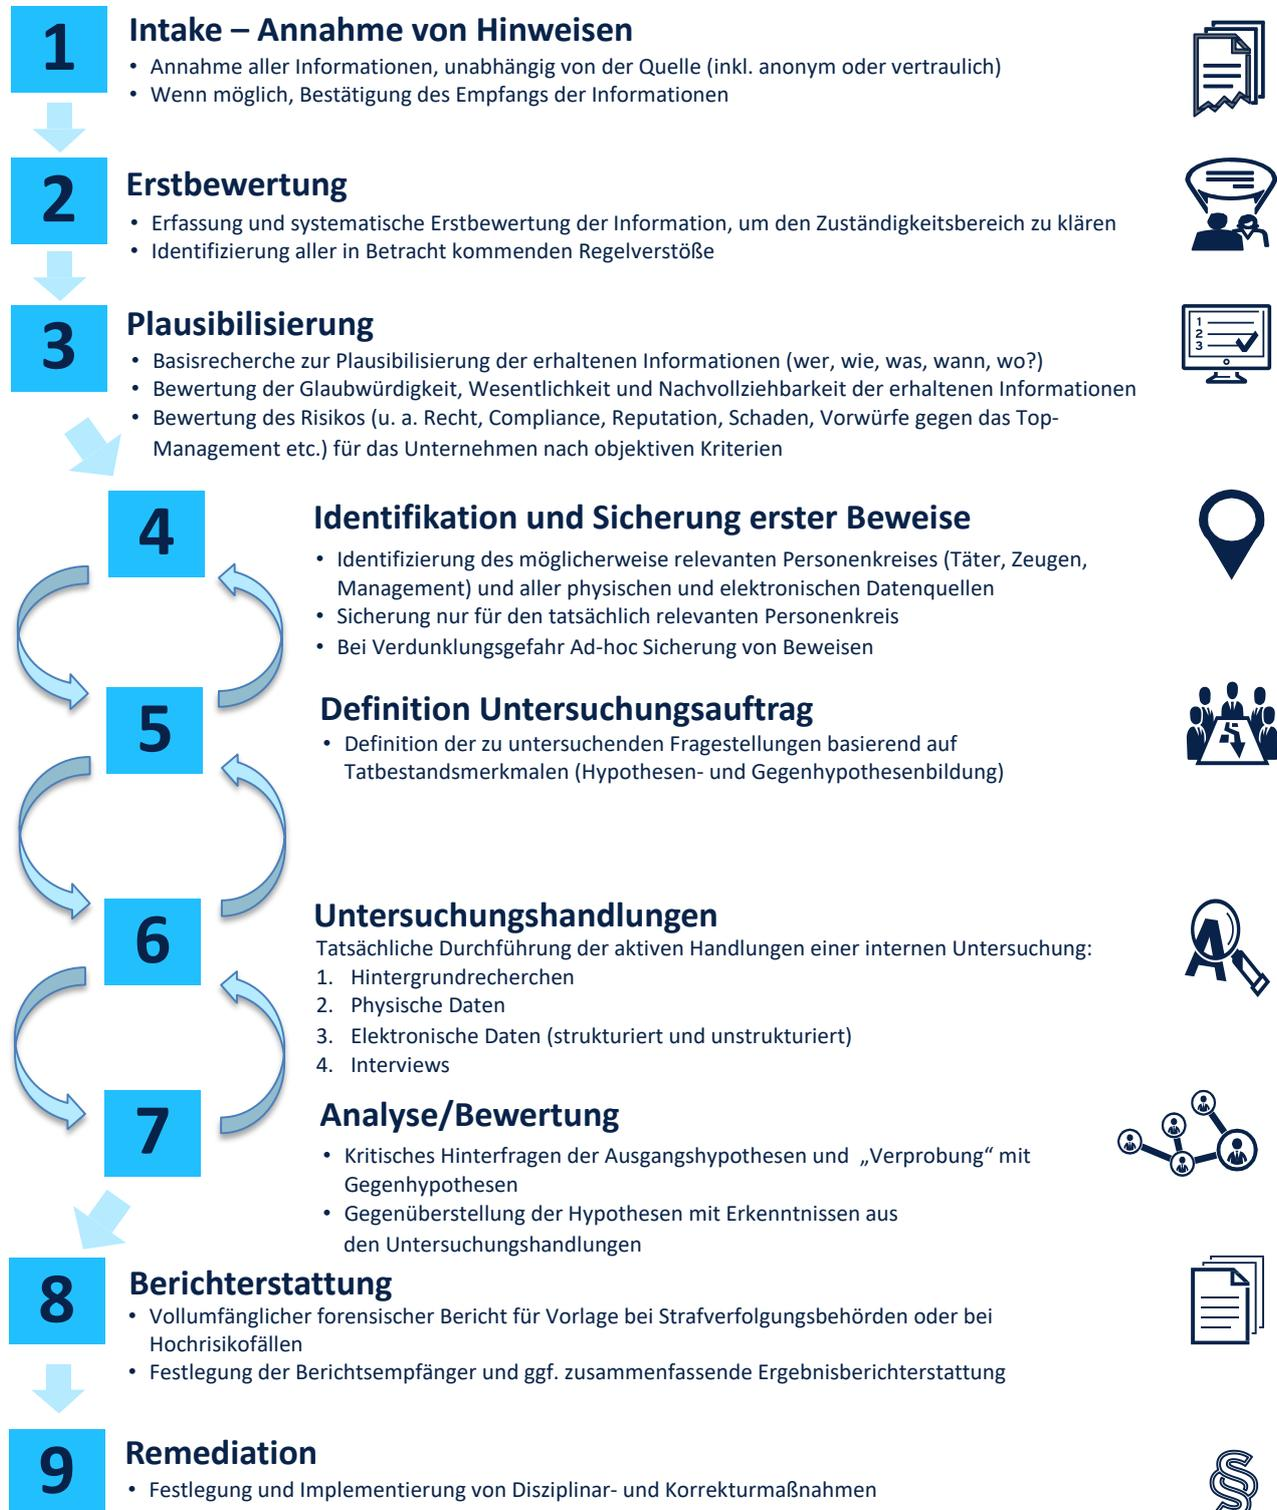 1
Intake – Annahme von Hinweisen
• Annahme aller Informationen, unabhängig von der Quelle (inkl. anonym oder vertraulich)
• Wenn möglich, Bestätigung des Empfangs der Informationen
2
Erstbewertung
• Erfassung und systematische Erstbewertung der Information, um den Zuständigkeitsbereich zu klären
• Identifizierung aller in Betracht kommenden Regelverstöße
3
Plausibilisierung
• Basisrecherche zur Plausibilisierung der erhaltenen Informationen (wer, wie, was, wann, wo?)
• Bewertung der Glaubwürdigkeit, Wesentlichkeit und Nachvollziehbarkeit der erhaltenen Informationen
• Bewertung des Risikos (u. a. Recht, Compliance, Reputation, Schaden, Vorwürfe gegen das Top-
Management etc.) für das Unternehmen nach objektiven Kriterien
1
2
3
4
Identifikation und Sicherung erster Beweise
• Identifizierung des möglicherweise relevanten Personenkreises (Täter, Zeugen,
Management) und aller physischen und elektronischen Datenquellen
• Sicherung nur für den tatsächlich relevanten Personenkreis
• Bei Verdunklungsgefahr Ad-hoc Sicherung von Beweisen
5
Definition Untersuchungsauftrag
• Definition der zu untersuchenden Fragestellungen basierend auf
Tatbestandsmerkmalen (Hypothesen- und Gegenhypothesenbildung)
6
Untersuchungshandlungen
Tatsächliche Durchführung der aktiven Handlungen einer internen Untersuchung:
1. Hintergrundrecherchen
2. Physische Daten
3. Elektronische Daten (strukturiert und unstrukturiert)
4. Interviews
A
7
Analyse/Bewertung
• Kritisches Hinterfragen der Ausgangshypothesen und „Verprobung“ mit
Gegenhypothesen
• Gegenüberstellung der Hypothesen mit Erkenntnissen aus
den Untersuchungshandlungen
8
Berichterstattung
• Vollumfänglicher forensischer Bericht für Vorlage bei Strafverfolgungsbehörden oder bei
Hochrisikofällen
• Festlegung der Berichtsempfänger und ggf. zusammenfassende Ergebnisberichterstattung
9
Remediation
• Festlegung und Implementierung von Disziplinar- und Korrekturmaßnahmen
§